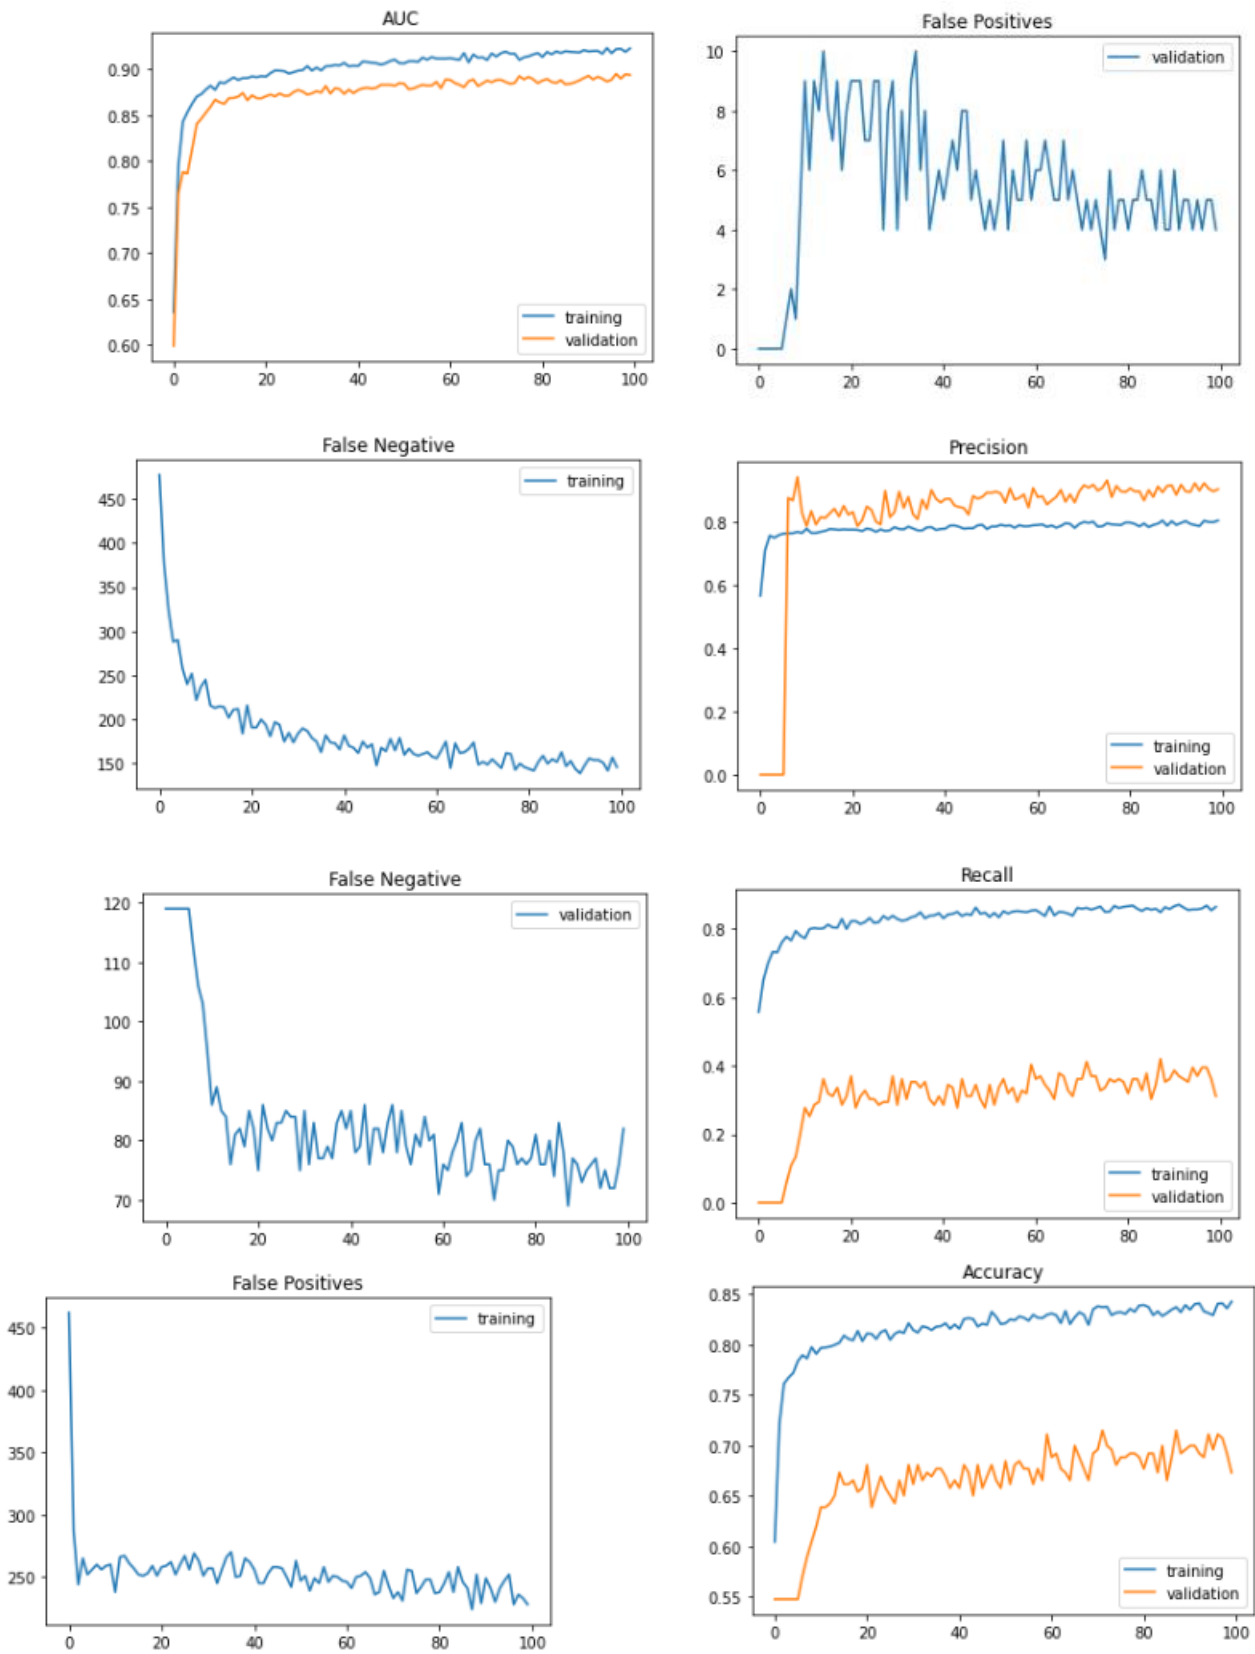 AUC
0.90
0.85
0.80
0.75
0.70
0.65
0.60
training
validation
0 20 40 60 80 100
False Positives
10
8
6
4
2
0
validation
0 20 40 60 80 100
False Negative
450
400
350
300
250
200
150
training
0 20 40 60 80 100
Precision
0.8
0.6
0.4
0.2
0.0
training
validation
0 20 40 60 80 100
False Negative
120
110
100
90
80
70
validation
0 20 40 60 80 100
Recall
0.8
0.6
0.4
0.2
0.0
training
validation
0 20 40 60 80 100
False Positives
450
400
350
300
250
training
0 20 40 60 80 100
Accuracy
0.85
0.80
0.75
0.70
0.65
0.60
0.55
training
validation
0 20 40 60 80 100